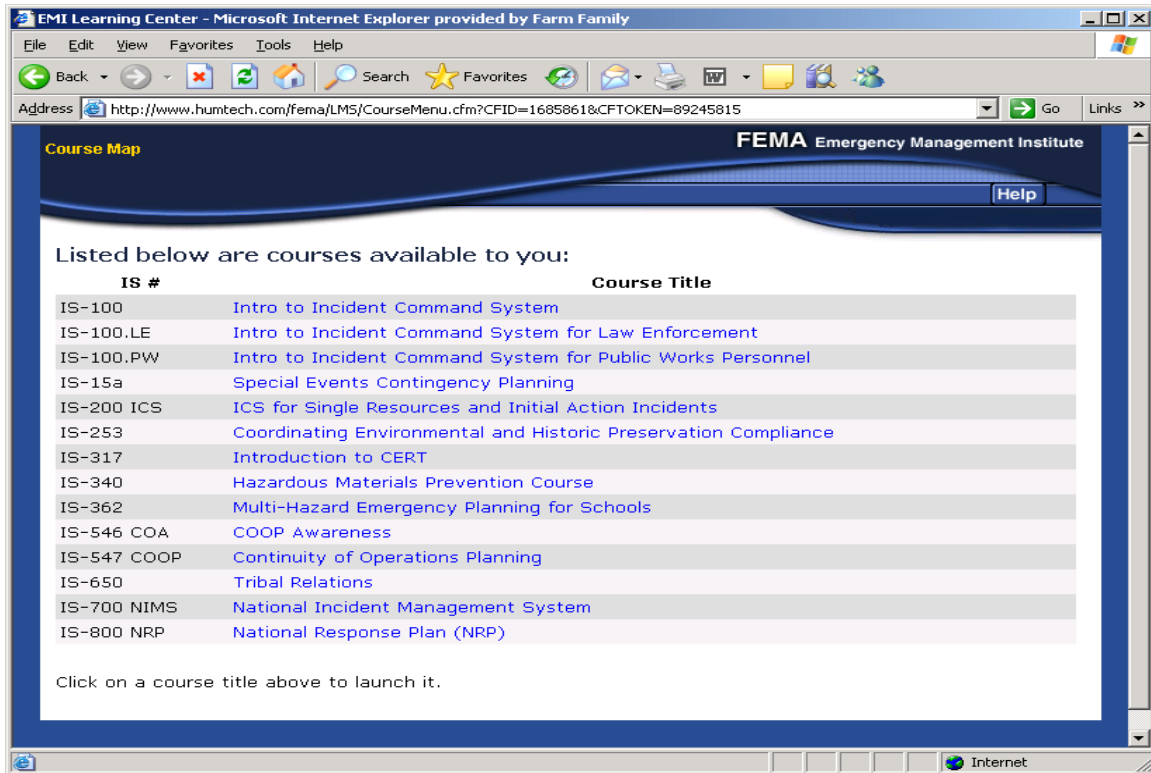 EMI Learning Center - Microsoft Internet Explorer provided by Farm Family
File Edit View Favorites Tools Help
Back Search Favorites
Address http://www.humtech.com/fema/LMS/CourseMenu.cfm?CFID=1685861&CFTOKEN=89245815 Go Links »
Course Map FEMA Emergency Management Institute
Help
Listed below are courses available to you:
IS # Course Title
IS-100 Intro to Incident Command System
IS-100.LE Intro to Incident Command System for Law Enforcement
IS-100.PW Intro to Incident Command System for Public Works Personnel
IS-15a Special Events Contingency Planning
IS-200 ICS ICS for Single Resources and Initial Action Incidents
IS-253 Coordinating Environmental and Historic Preservation Compliance
IS-317 Introduction to CERT
IS-340 Hazardous Materials Prevention Course
IS-362 Multi-Hazard Emergency Planning for Schools
IS-546 COA COOP Awareness
IS-547 COOP Continuity of Operations Planning
IS-650 Tribal Relations
IS-700 NIMS National Incident Management System
IS-800 NRP National Response Plan (NRP)
Click on a course title above to launch it.
Internet